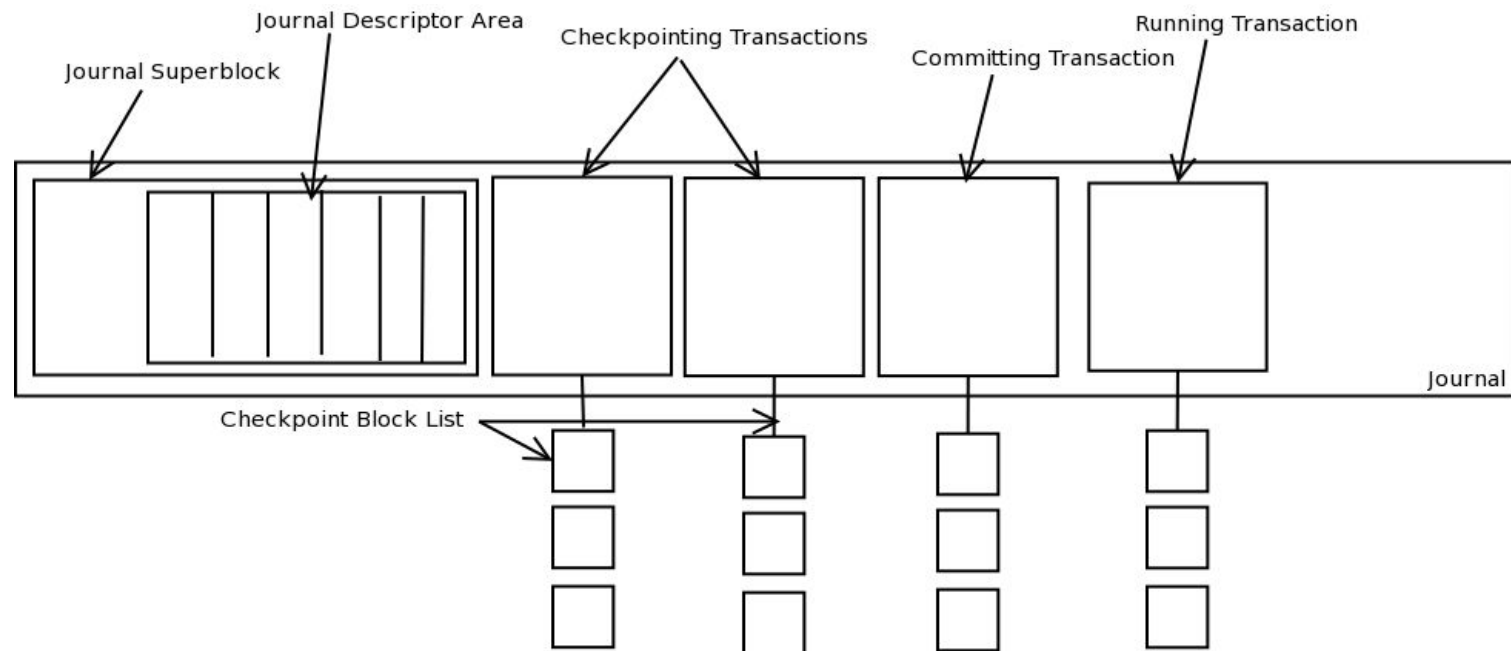 Journal Descriptor Area
Running Transaction
Checkpointing Transactions
Committing Transaction
Journal Superblock
Journal
Checkpoint Block List